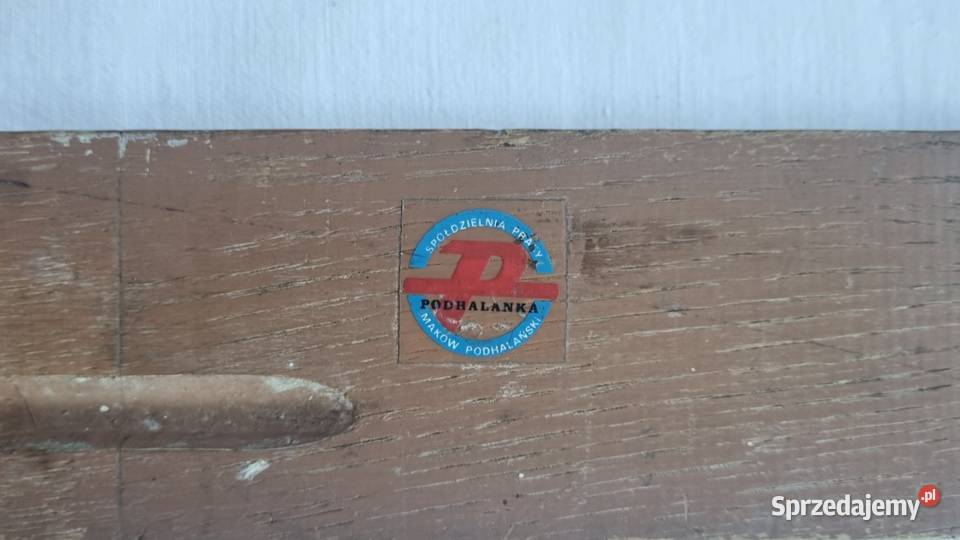 SPÓŁDZIELNIA PRACY
PODHALANKA
MAKÓW PODHALAŃSKI
Sprzedajemy.pl